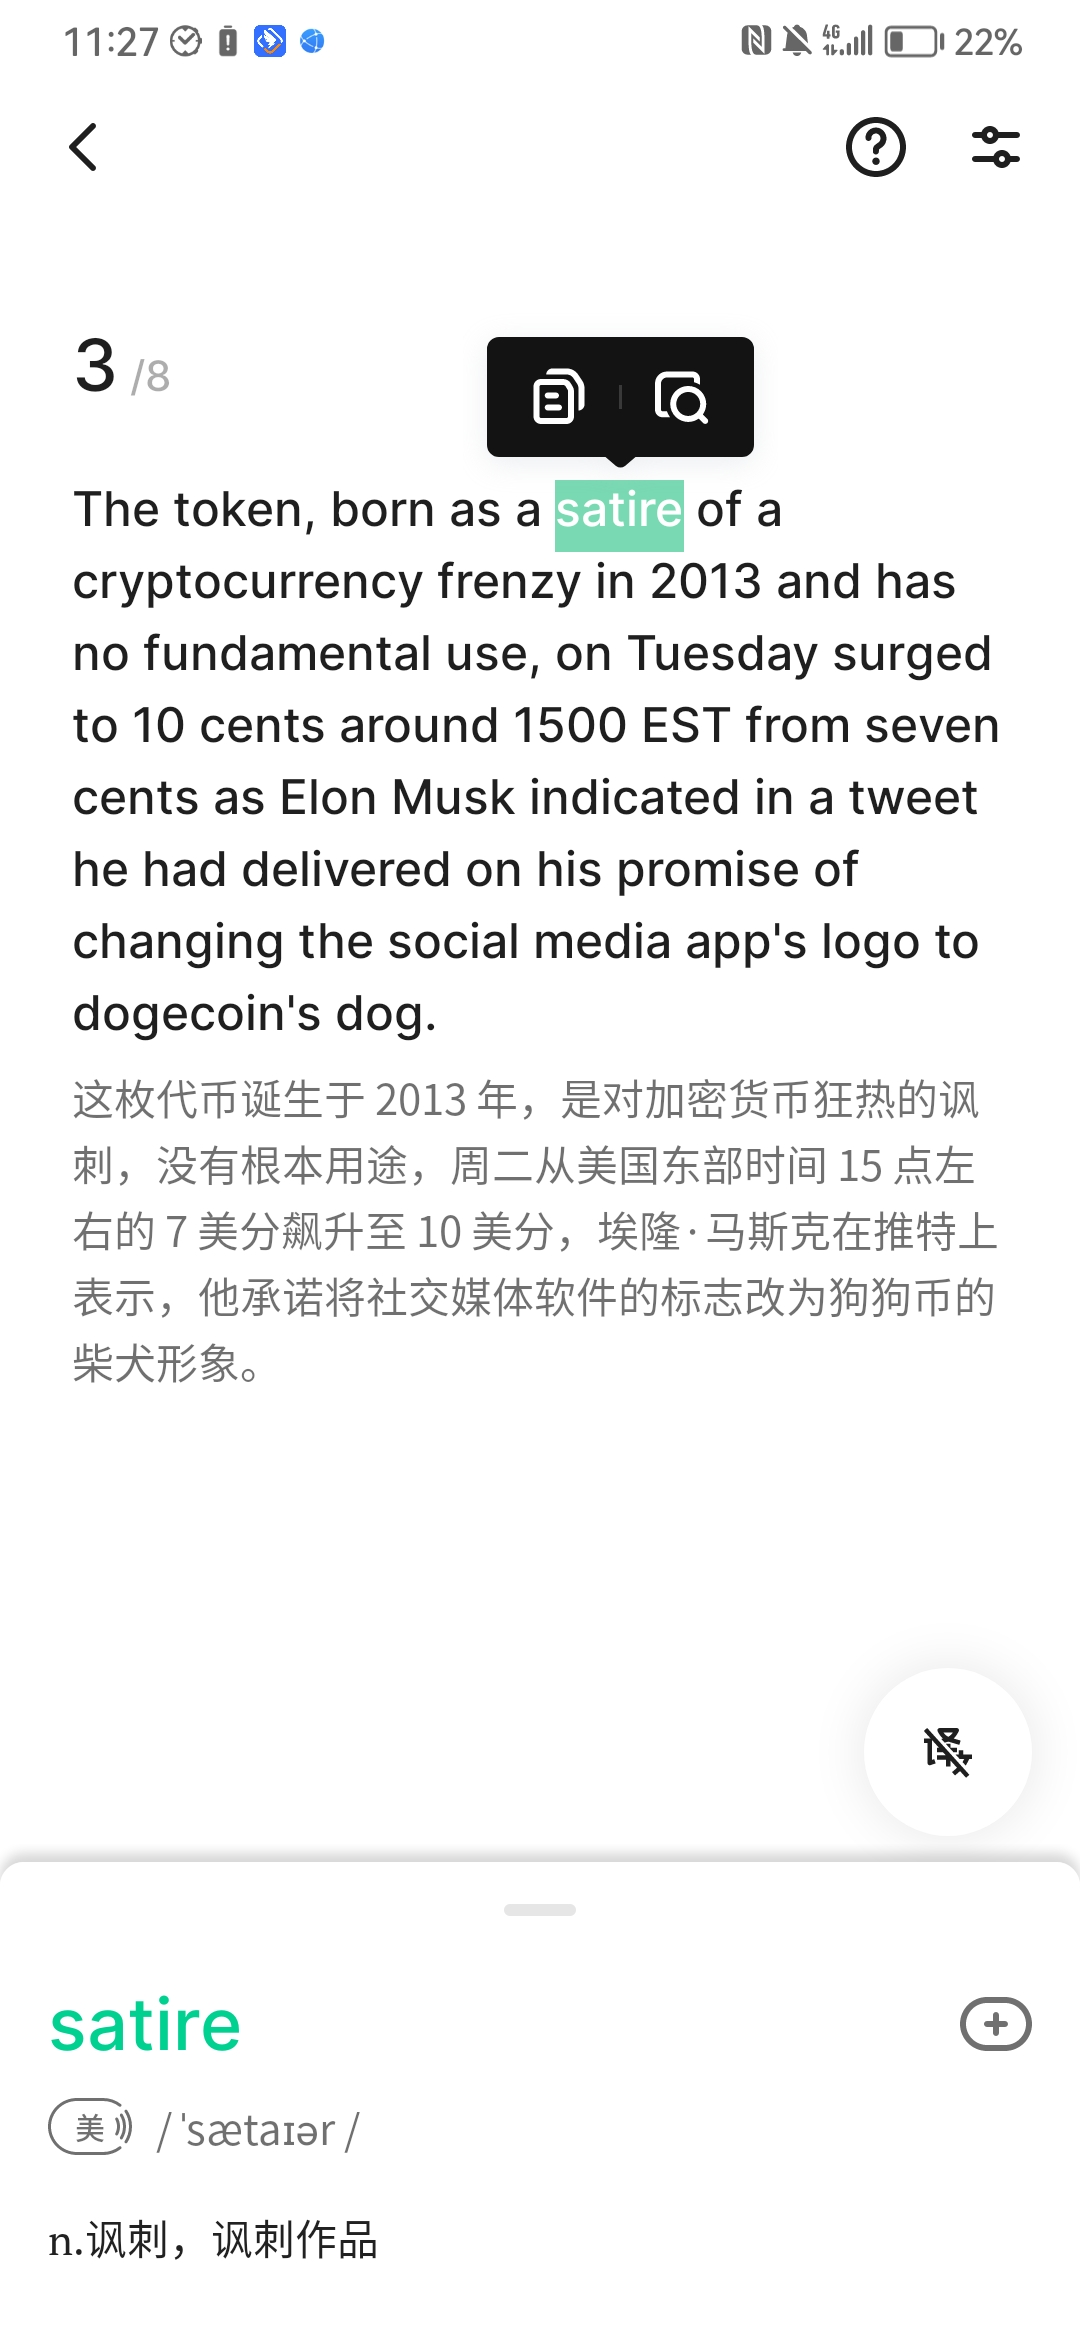 11:27
4G
22%
3 /8
The token, born as a satire of a
cryptocurrency frenzy in 2013 and has
no fundamental use, on Tuesday surged
to 10 cents around 1500 EST from seven
cents as Elon Musk indicated in a tweet
he had delivered on his promise of
changing the social media app's logo to
dogecoin's dog.
这枚代币诞生于 2013 年，是对加密货币狂热的讽
刺，没有根本用途，周二从美国东部时间 15 点左
右的 7 美分飙升至 10 美分，埃隆·马斯克在推特上
表示，他承诺将社交媒体软件的标志改为狗狗币的
柴犬形象。
译
satire
美 /ˈsætaɪər/
n.讽刺，讽刺作品